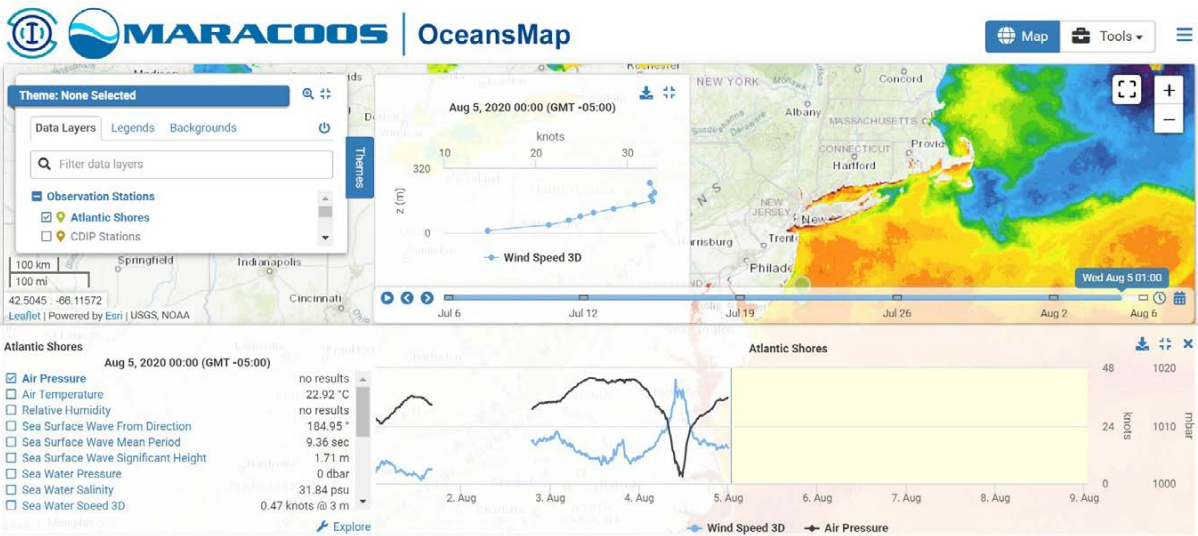 MARACOOS
OceansMap
Map
Tools
Theme: None Selected
Data Layers Legends Backgrounds
Filter data layers
Observation Stations
Atlantic Shores
CDIP Stations
Themes
100 km
100 mi
42.5045 : -66.11572
Leaflet | Powered by Esri | USGS, NOAA
Springfield
Indianapolis
Cincinnati
Aug 5, 2020 00:00 (GMT -05:00)
knots
10 20 30
320
z (m)
0
Wind Speed 3D
Rochester
NEW YORK
Mohawk
Concord
Albany
MASSACHUSETTS
Susquehanna
Delaware
CONNECTICUT
Provid
Hartford
NEW
JERSEY
New
Trento
rrisburg
Philade
+
−
Wed Aug 5 01:00
Jul 6 Jul 12 Jul 19 Jul 26 Aug 2 Aug 6
Atlantic Shores
Aug 5, 2020 00:00 (GMT -05:00)
Air Pressure no results
Air Temperature 22.92 °C
Relative Humidity no results
Sea Surface Wave From Direction 184.95 °
Sea Surface Wave Mean Period 9.36 sec
Sea Surface Wave Significant Height 1.71 m
Sea Water Pressure 0 dbar
Sea Water Salinity 31.84 psu
Sea Water Speed 3D 0.47 knots @ 3 m
Explore
Atlantic Shores
48 1020
24 1010
0 1000
knots
mbar
2. Aug 3. Aug 4. Aug 5. Aug 6. Aug 7. Aug 8. Aug 9. Aug
Wind Speed 3D Air Pressure